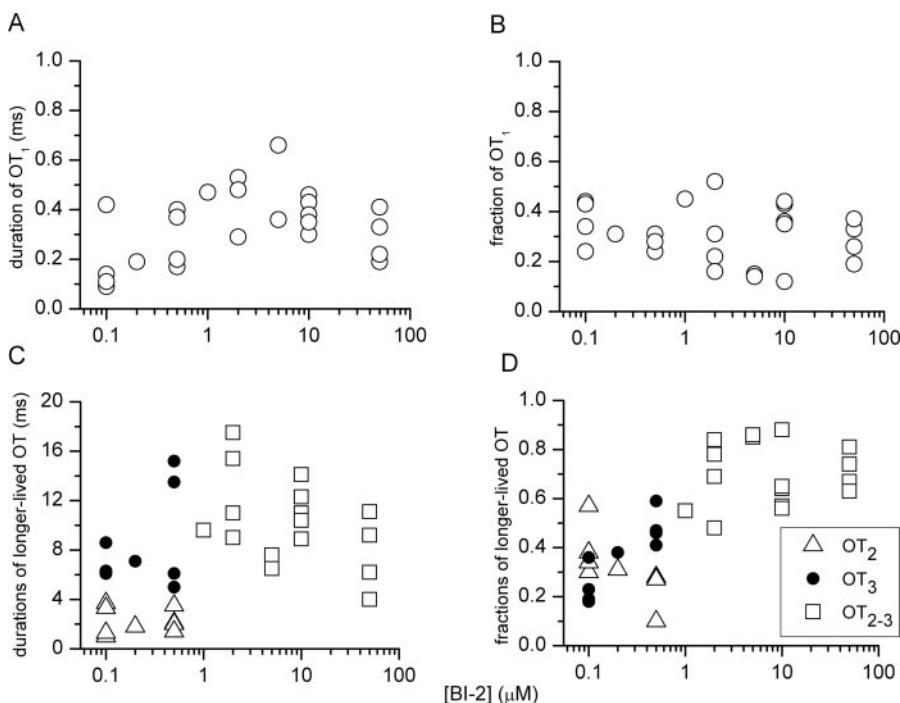 A
duration of OT1 (ms)
1.0
0.8
0.6
0.4
0.2
0.0
0.1 1 10 100
B
fraction of OT1
1.0
0.8
0.6
0.4
0.2
0.0
0.1 1 10 100
C
durations of longer-lived OT (ms)
20
16
12
8
4
0
0.1 1 10 100
D
fractions of longer-lived OT
1.0
0.8
0.6
0.4
0.2
0.0
0.1 1 10 100
OT2
OT3
OT2-3
[BI-2] (μM)